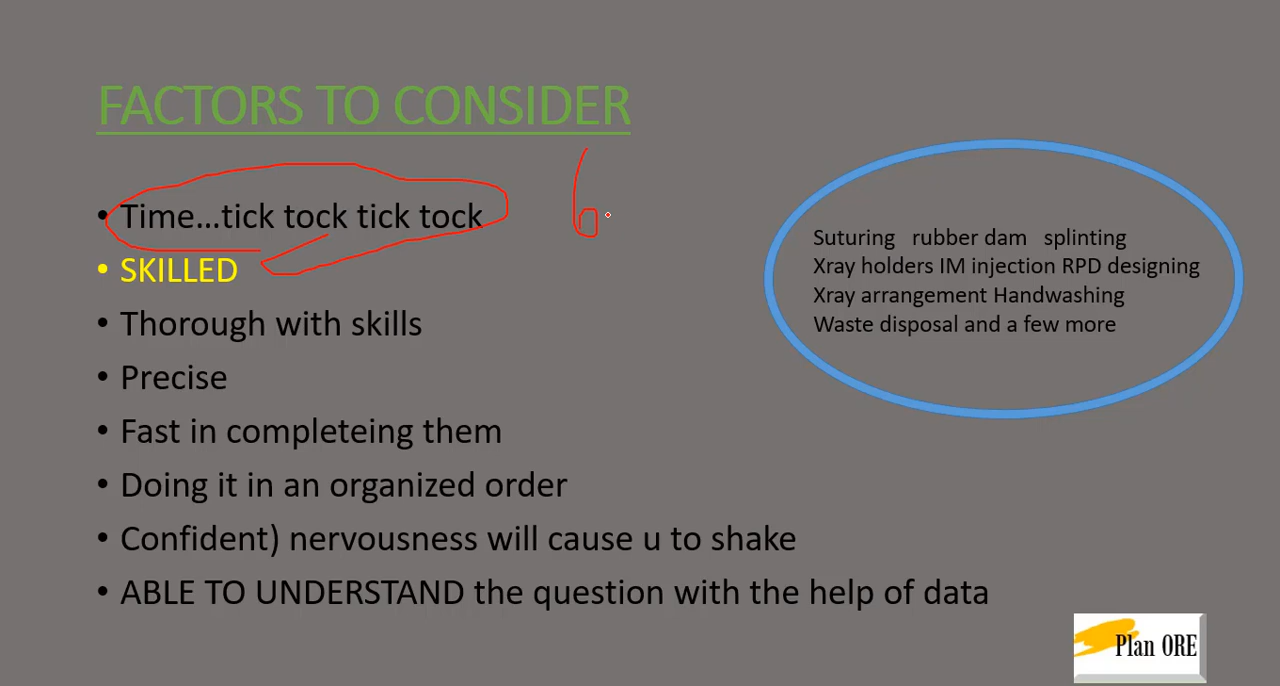 FACTORS TO CONSIDER
• Time...tick tock tick tock
6
• SKILLED
• Thorough with skills
• Precise
• Fast in completeing them
• Doing it in an organized order
• Confident) nervousness will cause u to shake
• ABLE TO UNDERSTAND the question with the help of data
Suturing rubber dam splinting
Xray holders IM injection RPD designing
Xray arrangement Handwashing
Waste disposal and a few more
Plan ORE